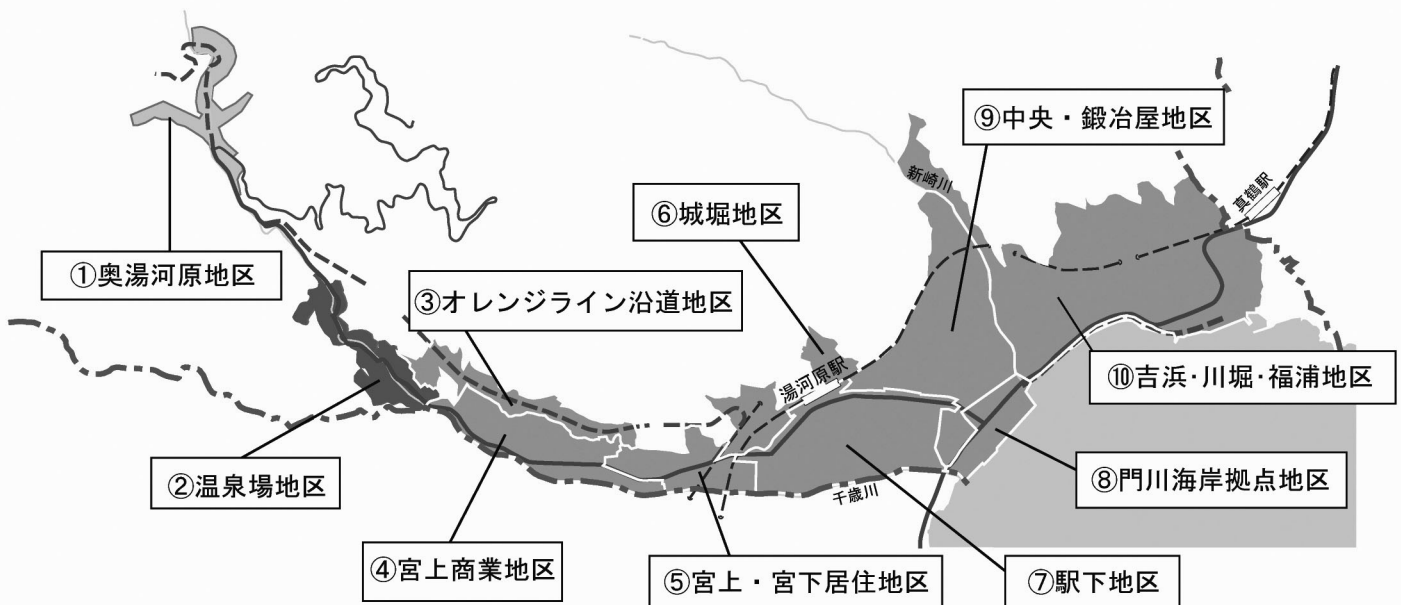 ①奥湯河原地区
②温泉場地区
③オレンジライン沿道地区
④宮上商業地区
⑤宮上・宮下居住地区
⑥城堀地区
⑦駅下地区
⑧門川海岸拠点地区
⑨中央・鍛冶屋地区
⑩吉浜・川堀・福浦地区
新崎川
真鶴駅
湯河原駅
千歳川